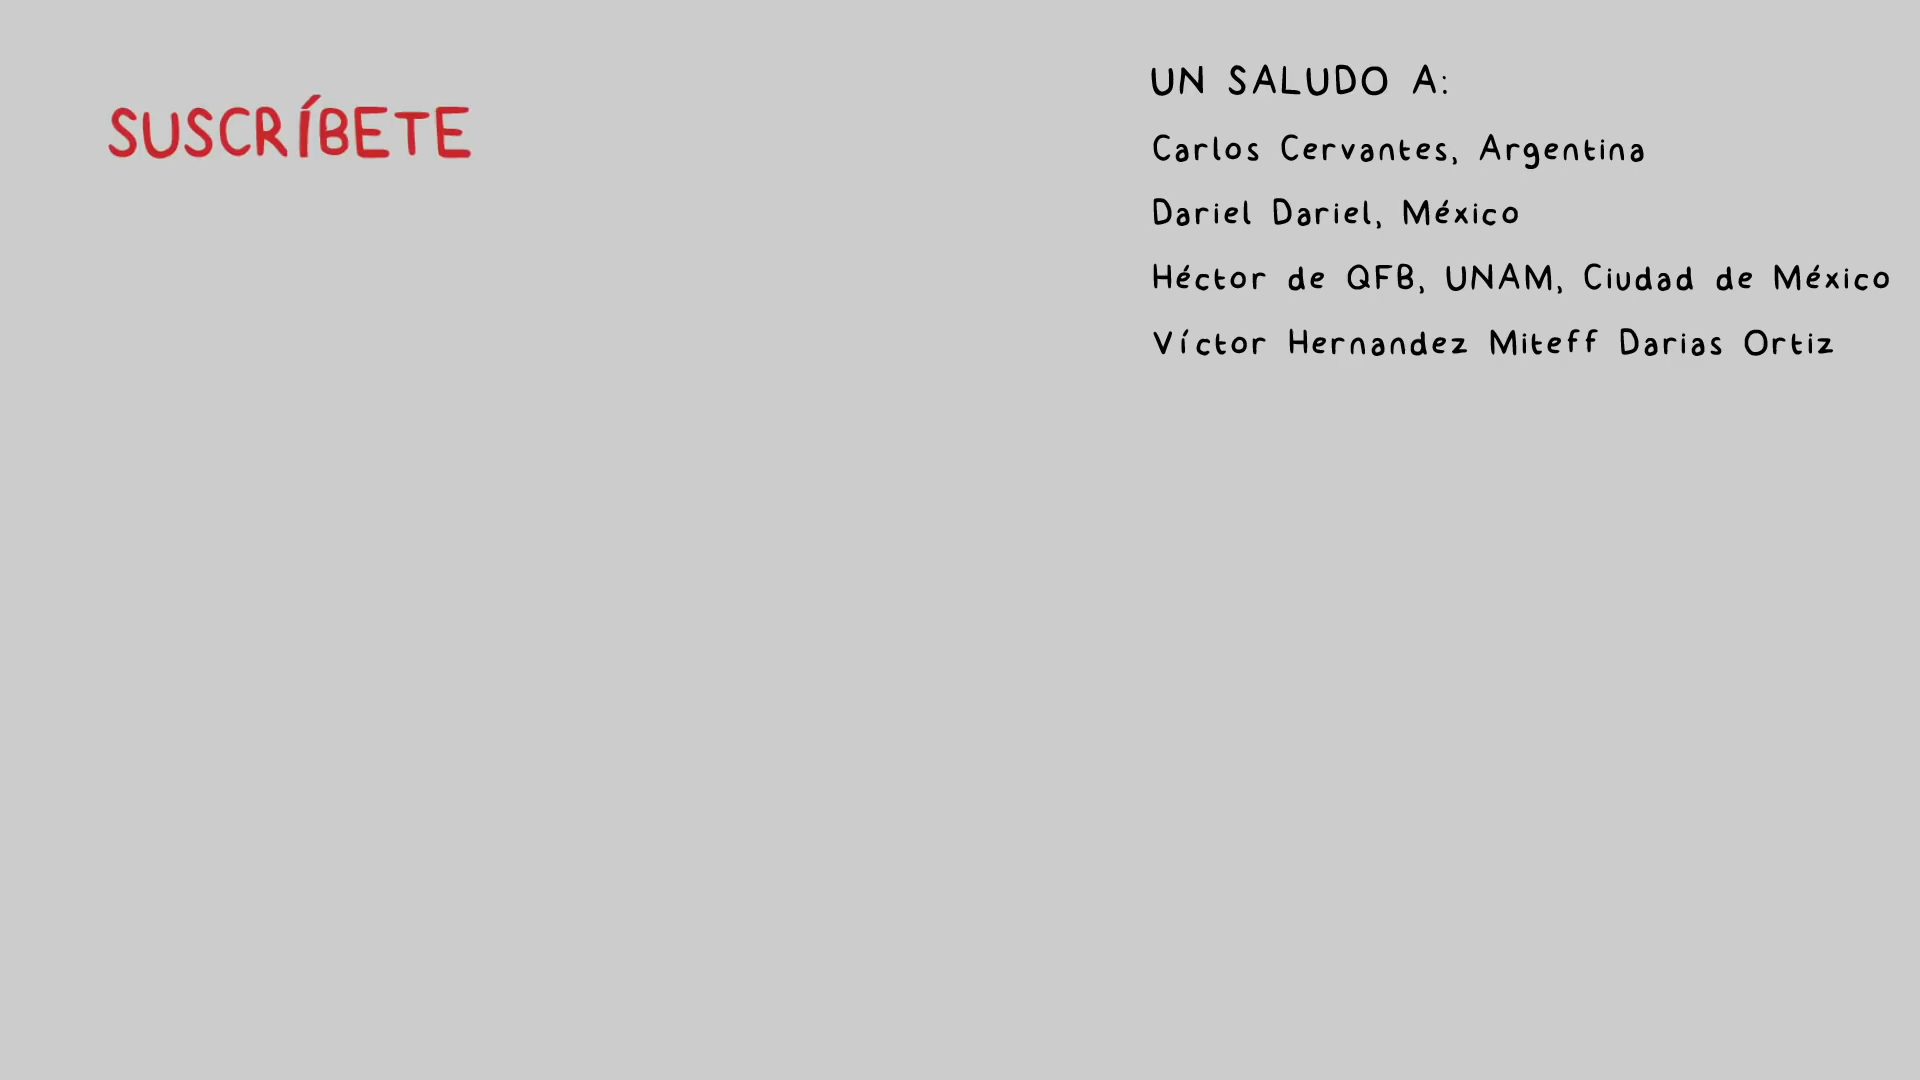 SUSCRÍBETE
UN SALUDO A:
Carlos Cervantes, Argentina
Dariel Dariel, México
Héctor de QFB, UNAM, Ciudad de México
Víctor Hernandez Miteff Darias Ortiz